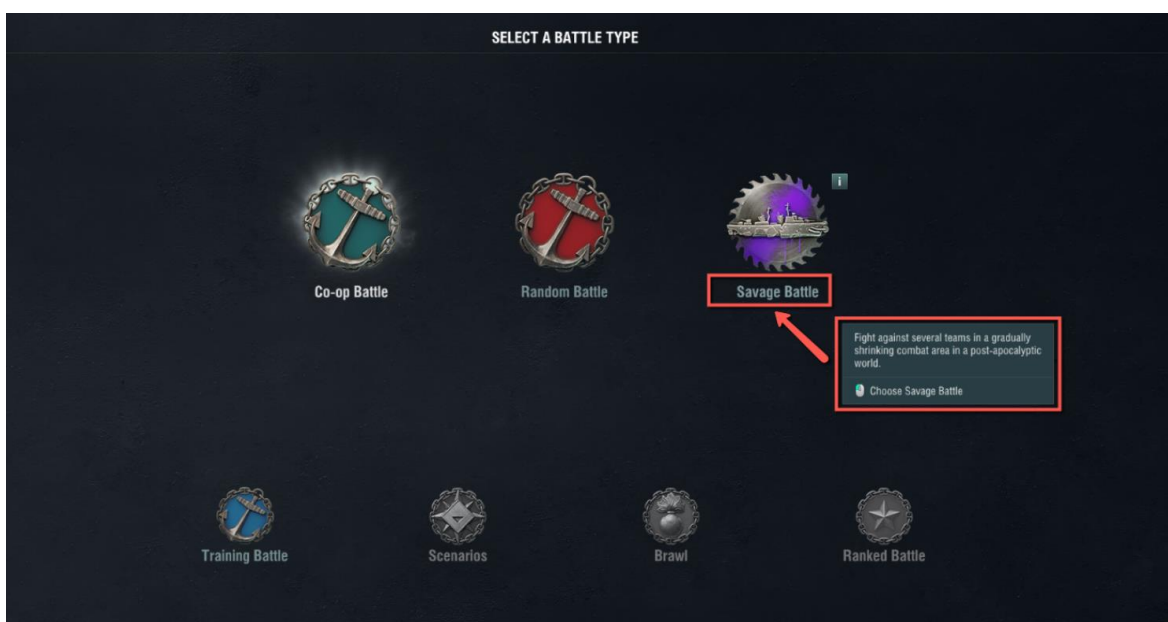 SELECT A BATTLE TYPE
i
Co-op Battle
Random Battle
Savage Battle
Fight against several teams in a gradually
shrinking combat area in a post-apocalyptic
world.
Choose Savage Battle
Training Battle
Scenarios
Brawl
Ranked Battle